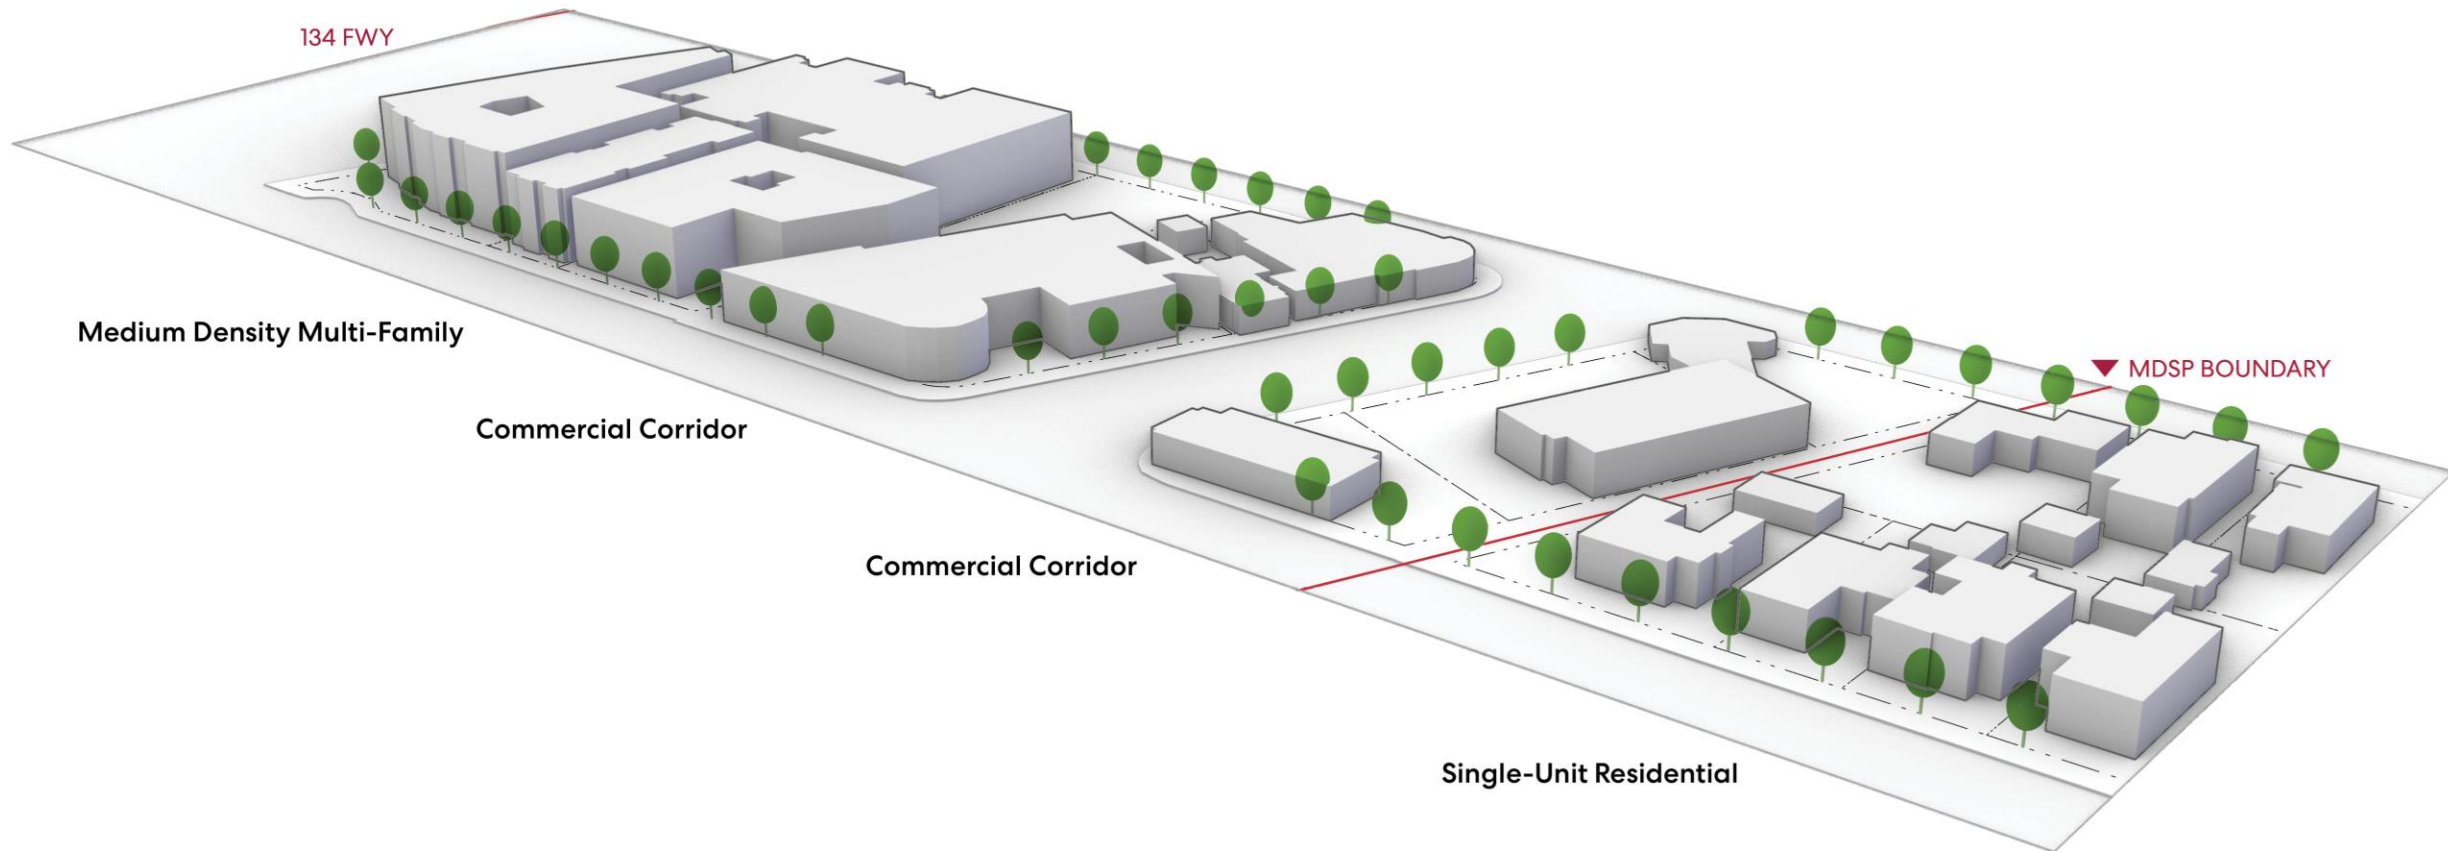 134 FWY
Medium Density Multi-Family
MDSP BOUNDARY
Commercial Corridor
Commercial Corridor
Single-Unit Residential